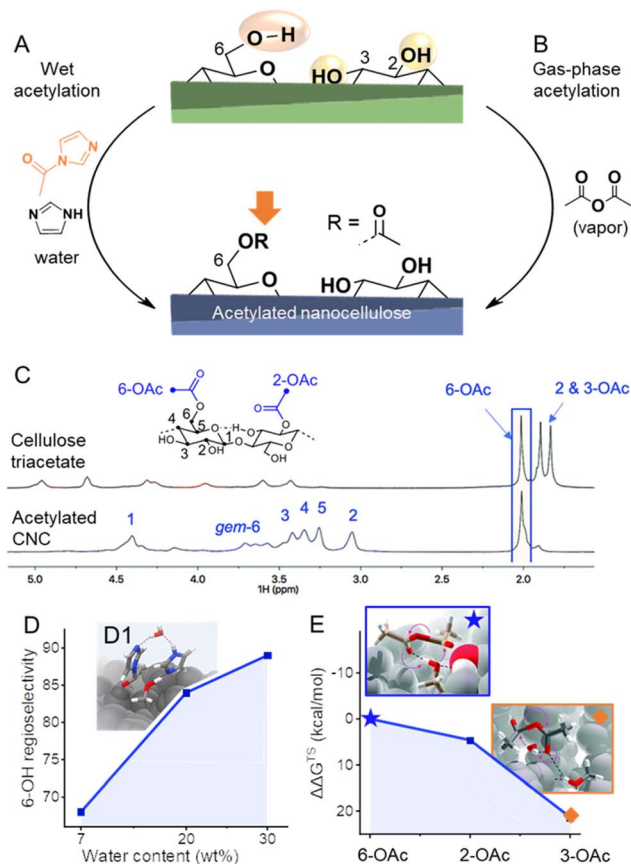 A
Wet
acetylation
O
N
N
N
NH
water
6
O-H
O
3
2
HO
OH
B
Gas-phase
acetylation
O
O
O
(vapor)
R =
O
6
OR
O
HO
OH
Acetylated nanocellulose
C
6-OAc
O
O
2-OAc
O
O
6
4
5
O
H
O
O
HO
3
2
OH
1
O
HO
OH
6-OAc
2 & 3-OAc
Cellulose
triacetate
Acetylated
CNC
1
gem-6
3
4
5
2
5.0
4.5
4.0
3.5
3.0
2.5
2.0
1H (ppm)
D
D1
6-OH regioselectivity
90
85
80
75
70
7
20
30
Water content (wt%)
E
ΔΔG^TS (kcal/mol)
-10
0
10
20
6-OAc
2-OAc
3-OAc